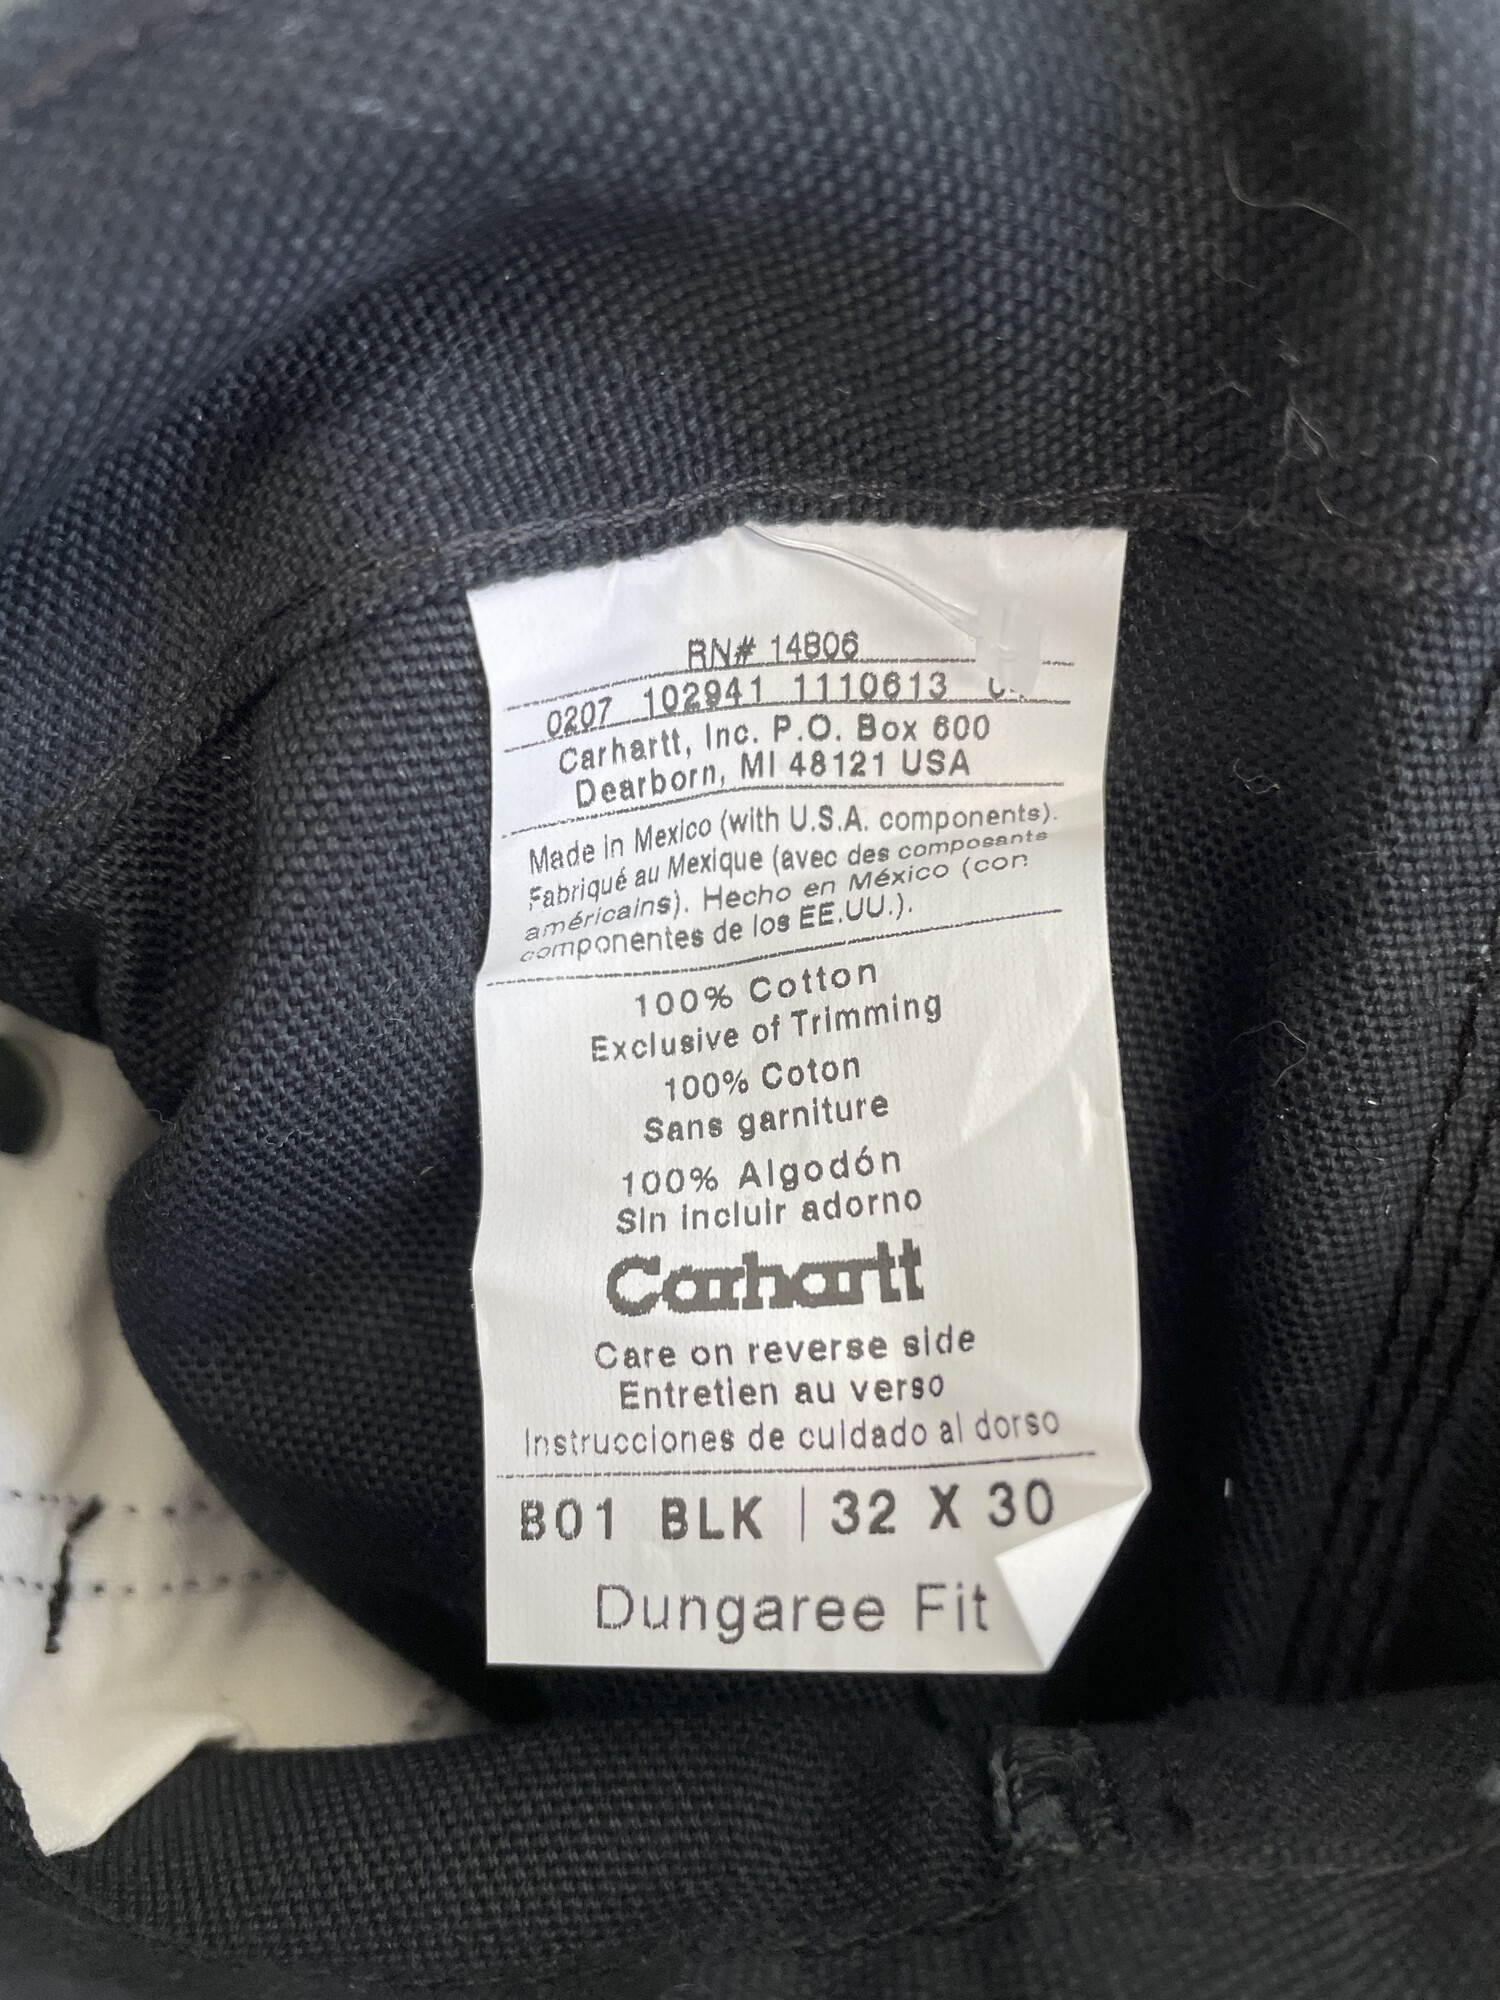 RN# 14806
0207 102941 1110613
Carhartt, Inc. P.O. Box 600
Dearborn, MI 48121 USA
Made in Mexico (with U.S.A. components).
Fabriqué au Mexique (avec des composants
américains). Hecho en México (con
componentes de los EE.UU.).
100% Cotton
Exclusive of Trimming
100% Coton
Sans garniture
100% Algodón
Sin incluir adorno
Carhartt
Care on reverse side
Entretien au verso
Instrucciones de cuidado al dorso
B01 BLK | 32 X 30
Dungaree Fit